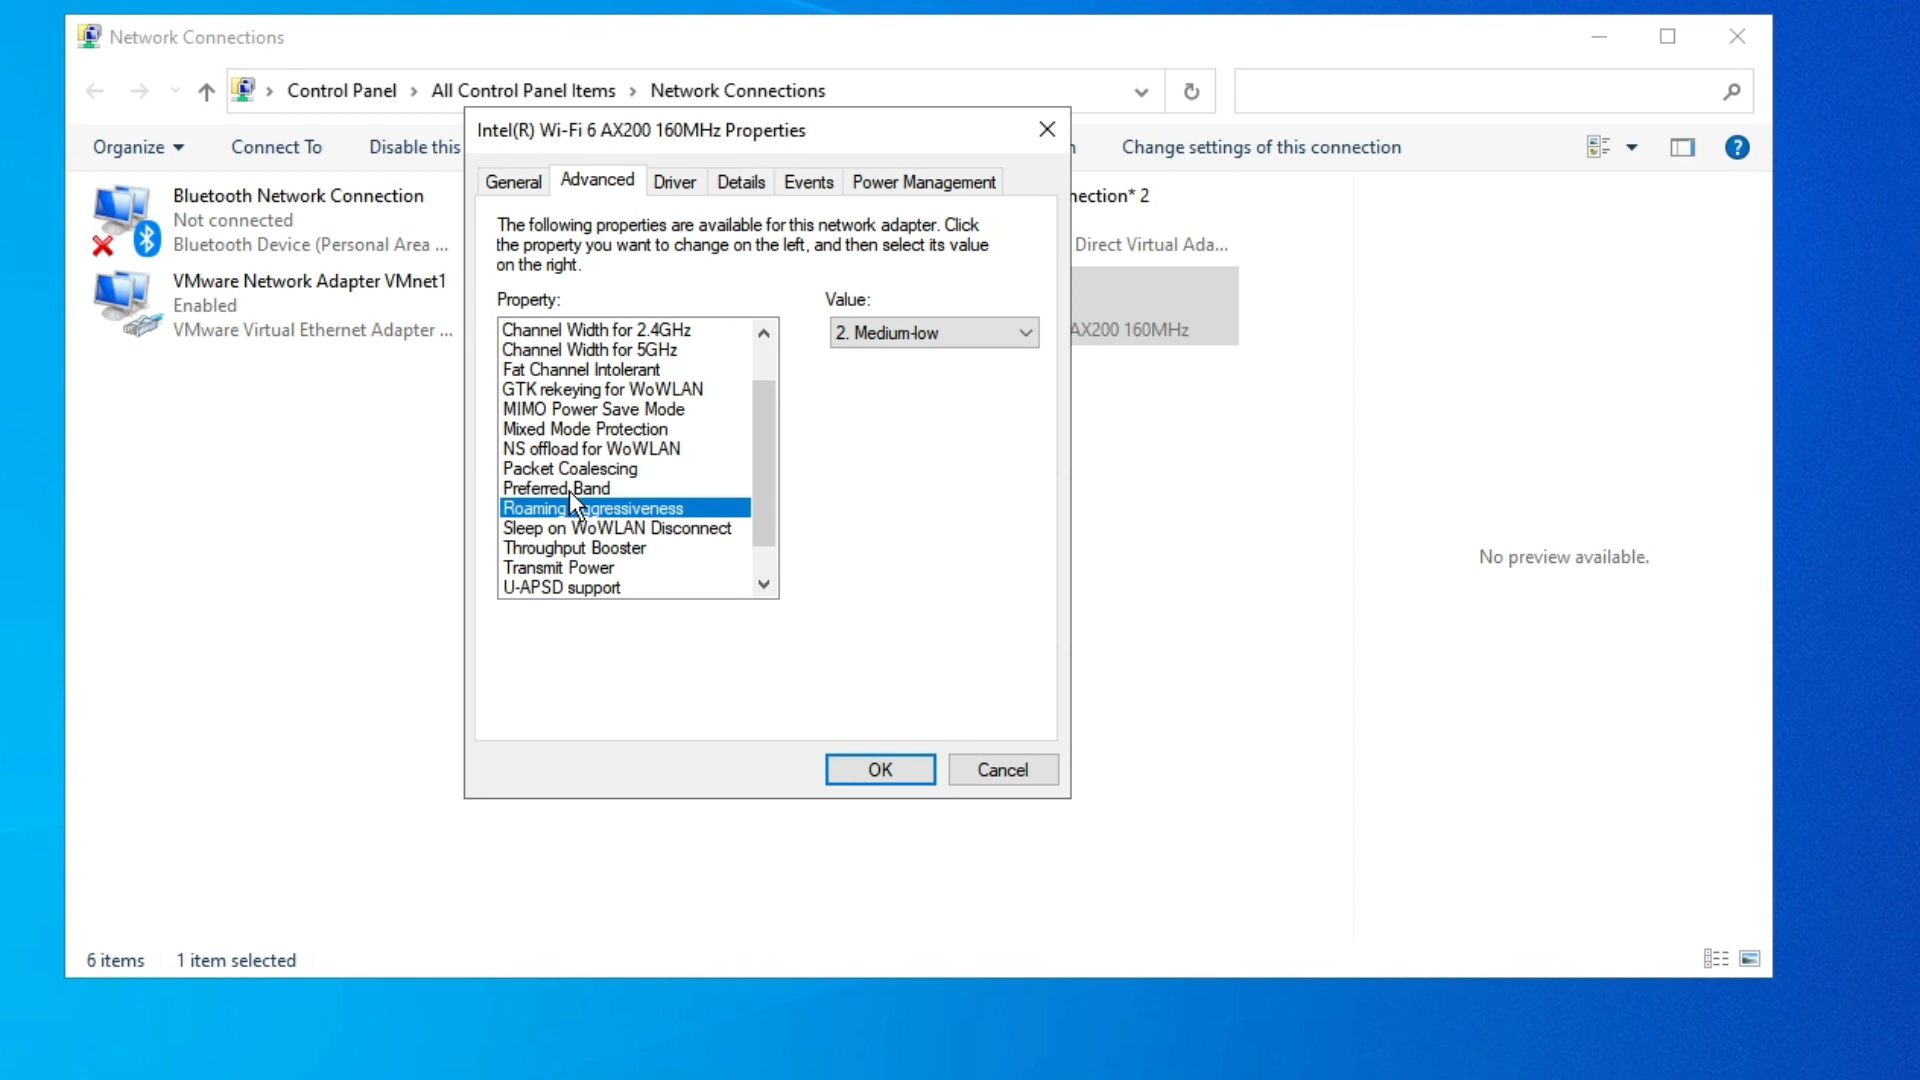 Network Connections
Control Panel > All Control Panel Items > Network Connections
Organize
Connect To
Disable this
Change settings of this connection
Bluetooth Network Connection
Not connected
Bluetooth Device (Personal Area ...
VMware Network Adapter VMnet1
Enabled
VMware Virtual Ethernet Adapter ...
Intel(R) Wi-Fi 6 AX200 160MHz Properties
General
Advanced
Driver
Details
Events
Power Management
The following properties are available for this network adapter. Click
the property you want to change on the left, and then select its value
on the right.
Property:
Value:
Channel Width for 2.4GHz
Channel Width for 5GHz
Fat Channel Intolerant
GTK rekeying for WoWLAN
MIMO Power Save Mode
Mixed Mode Protection
NS offload for WoWLAN
Packet Coalescing
Preferred Band
Roaming Aggressiveness
Sleep on WoWLAN Disconnect
Throughput Booster
Transmit Power
U-APSD support
2. Medium-low
OK
Cancel
* 2
Direct Virtual Ada...
AX200 160MHz
No preview available.
6 items
1 item selected